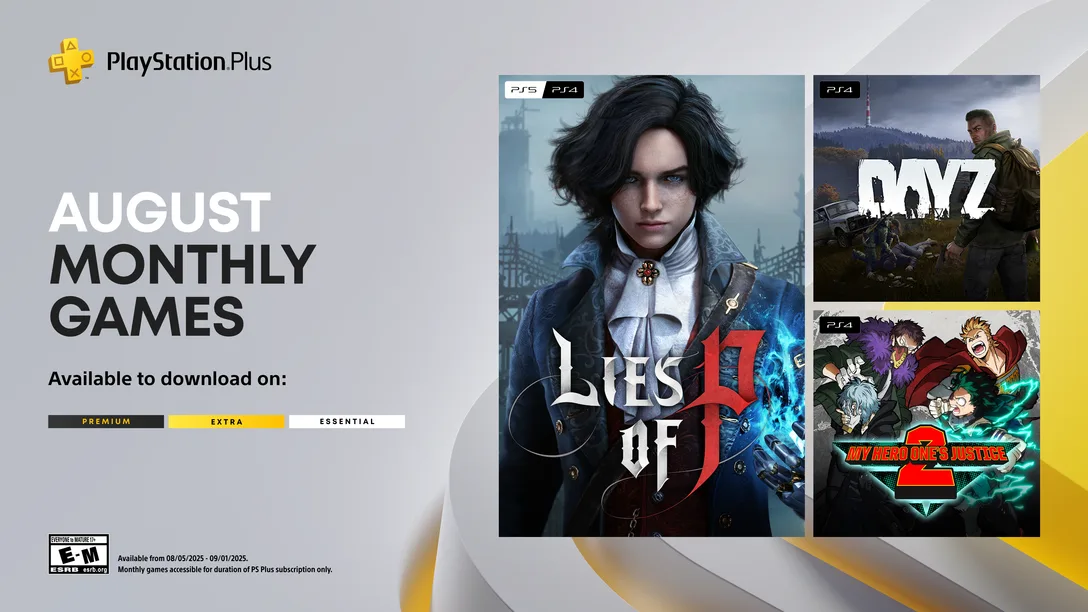 PlayStation Plus
AUGUST
MONTHLY
GAMES
Available to download on:
PREMIUM
EXTRA
ESSENTIAL
EVERYONE to MATURE 17+
E-M
ESRB esrb.org
Available from 08/05/2025 - 09/01/2025.
Monthly games accessible for duration of PS Plus subscription only.
PS5 PS4
LIES
OF P
PS4
DAYZ
PS4
MY HERO ONE'S JUSTICE
2